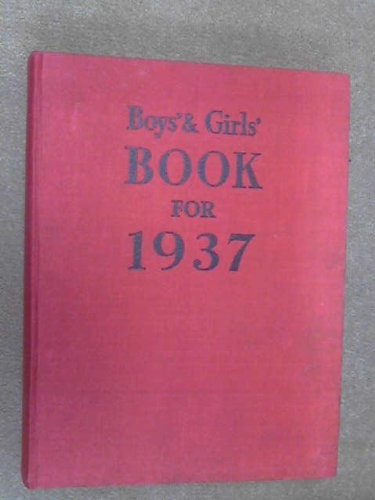 Boys' & Girls'
BOOK
FOR
1937